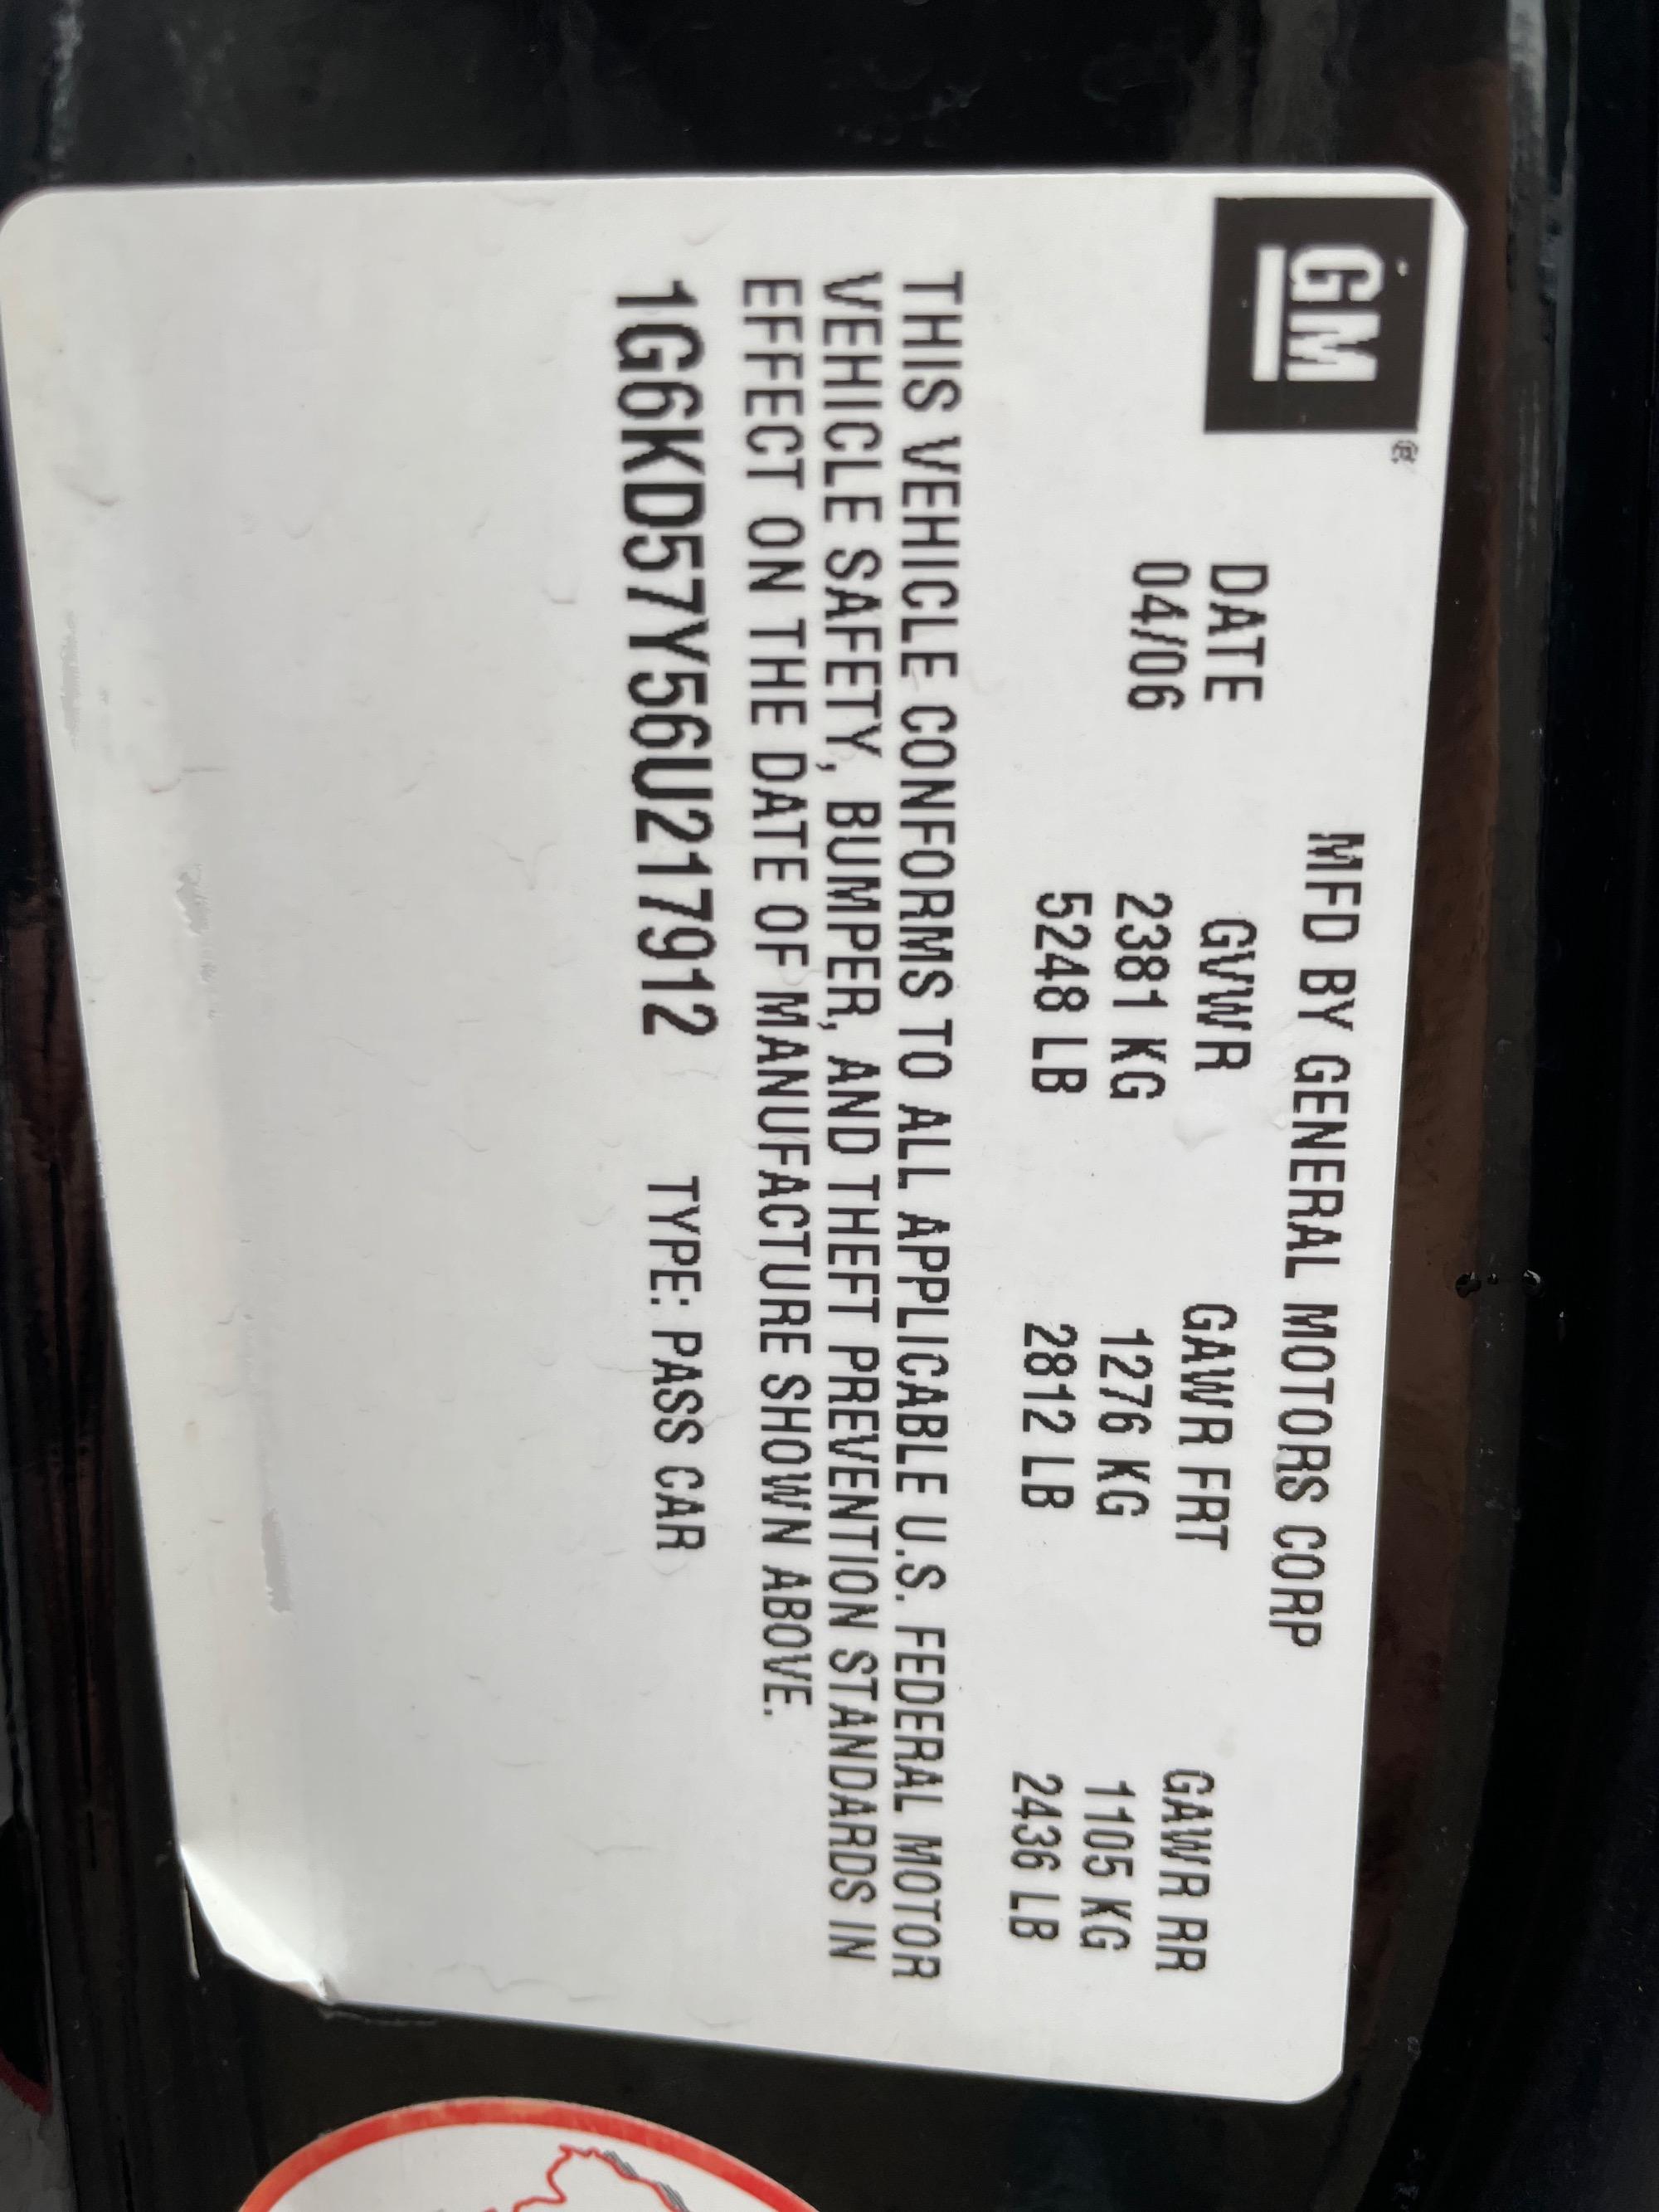 GM®
MFD BY GENERAL MOTORS CORP
DATE GVWR GAWR FRT GAWR RR
04/06 2381 KG 1276 KG 1105 KG
5248 LB 2812 LB 2436 LB
THIS VEHICLE CONFORMS TO ALL APPLICABLE U.S. FEDERAL MOTOR
VEHICLE SAFETY, BUMPER, AND THEFT PREVENTION STANDARDS IN
EFFECT ON THE DATE OF MANUFACTURE SHOWN ABOVE.
1G6KD57Y56U217912 TYPE: PASS CAR